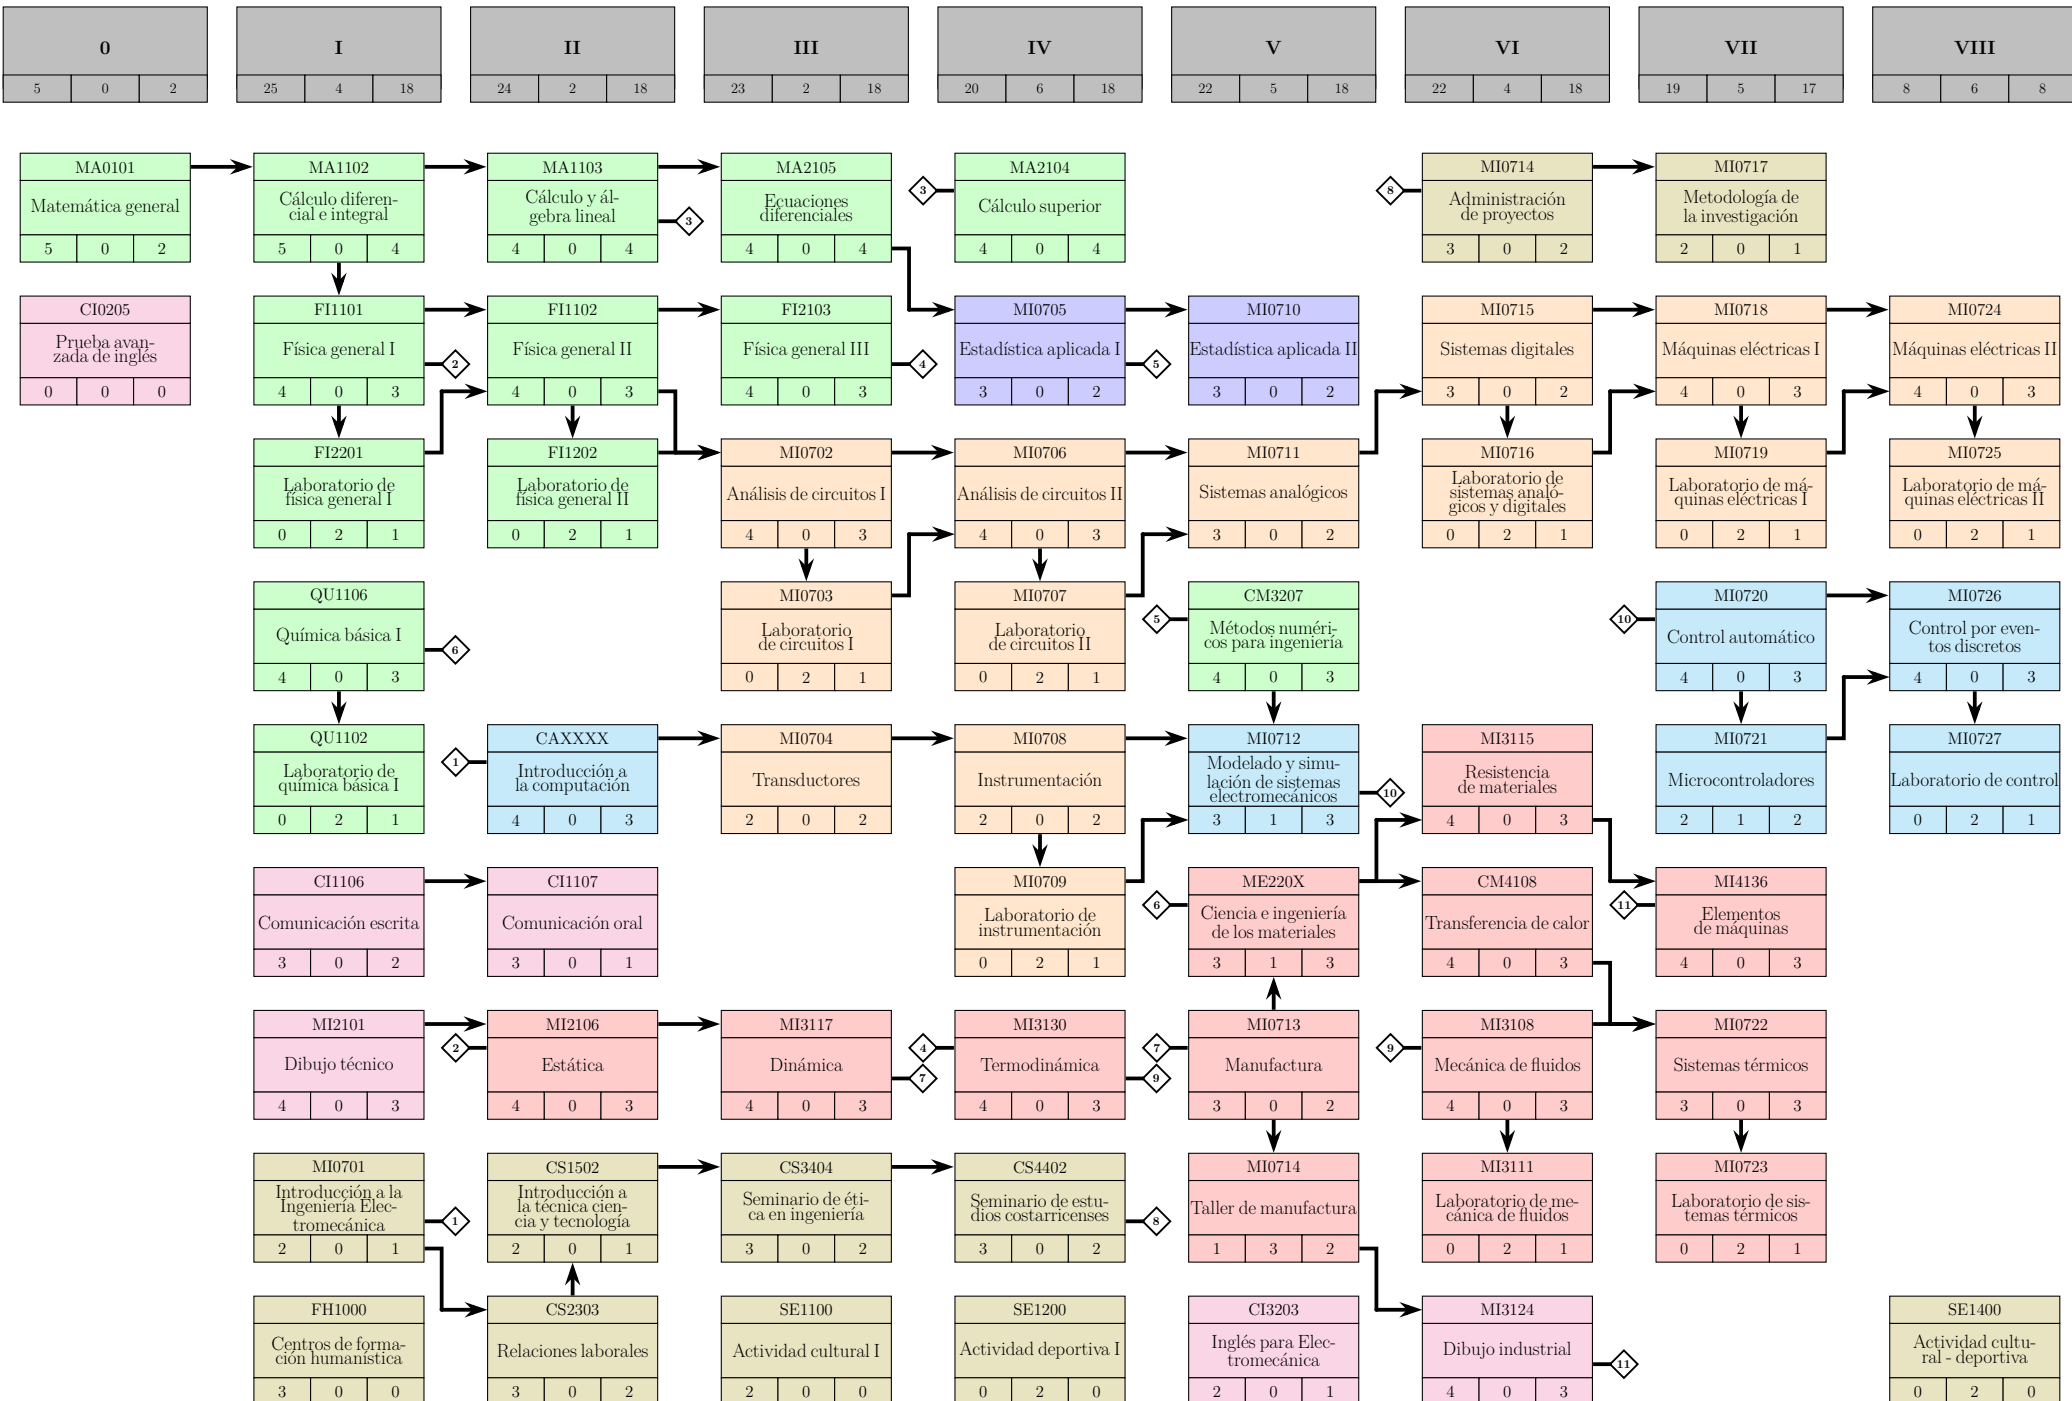 0
I
II
III
IV
V
VI
VII
VIII
5 0 2
25 4 18
24 2 18
23 2 18
20 6 18
22 5 18
22 4 18
19 5 17
8 6 8
MA0101
Matemática general
5 0 2
MA1102
Cálculo diferen-
cial e integral
5 0 4
MA1103
Cálculo y ál-
gebra lineal
4 0 4
3
MA2105
Ecuaciones
diferenciales
4 0 4
3
MA2104
Cálculo superior
4 0 4
8
MI0714
Administración
de proyectos
3 0 2
MI0717
Metodología de
la investigación
2 0 1
CI0205
Prueba avan-
zada de inglés
0 0 0
FI1101
Física general I
4 0 3
2
FI1102
Física general II
4 0 3
FI2103
Física general III
4 0 3
4
MI0705
Estadística aplicada I
3 0 2
5
MI0710
Estadística aplicada II
3 0 2
MI0715
Sistemas digitales
3 0 2
MI0718
Máquinas eléctricas I
4 0 3
MI0724
Máquinas eléctricas II
4 0 3
FI2201
Laboratorio de
física general I
0 2 1
FI1202
Laboratorio de
física general II
0 2 1
MI0702
Análisis de circuitos I
4 0 3
MI0706
Análisis de circuitos II
4 0 3
MI0711
Sistemas analógicos
3 0 2
MI0716
Laboratorio de
sistemas analó-
gicos y digitales
0 2 1
MI0719
Laboratorio de má-
quinas eléctricas I
0 2 1
MI0725
Laboratorio de má-
quinas eléctricas II
0 2 1
QU1106
Química básica I
4 0 3
6
MI0703
Laboratorio
de circuitos I
0 2 1
MI0707
Laboratorio
de circuitos II
0 2 1
5
CM3207
Métodos numéri-
cos para ingeniería
4 0 3
10
MI0720
Control automático
4 0 3
MI0726
Control por even-
tos discretos
4 0 3
QU1102
Laboratorio de
química básica I
0 2 1
1
CAXXXX
Introducción a
la computación
4 0 3
MI0704
Transductores
2 0 2
MI0708
Instrumentación
2 0 2
MI0712
Modelado y simu-
lación de sistemas
electromecánicos
3 1 3
10
MI3115
Resistencia
de materiales
4 0 3
MI0721
Microcontroladores
2 1 2
MI0727
Laboratorio de control
0 2 1
CI1106
Comunicación escrita
3 0 2
CI1107
Comunicación oral
3 0 1
MI0709
Laboratorio de
instrumentación
0 2 1
6
ME220X
Ciencia e ingeniería
de los materiales
3 1 3
CM4108
Transferencia de calor
4 0 3
11
MI4136
Elementos
de máquinas
4 0 3
MI2101
Dibujo técnico
4 0 3
2
MI2106
Estática
4 0 3
MI3117
Dinámica
4 0 3
7
4
MI3130
Termodinámica
4 0 3
9
7
MI0713
Manufactura
3 0 2
9
MI3108
Mecánica de fluidos
4 0 3
MI0722
Sistemas térmicos
3 0 3
MI0701
Introducción a la
Ingeniería Elec-
tromecánica
2 0 1
1
CS1502
Introducción a
la técnica cien-
cia y tecnología
2 0 1
CS3404
Seminario de éti-
ca en ingeniería
3 0 2
CS4402
Seminario de estu-
dios costarricenses
3 0 2
8
MI0714
Taller de manufactura
1 3 2
MI3111
Laboratorio de me-
cánica de fluidos
0 2 1
MI0723
Laboratorio de sis-
temas térmicos
0 2 1
FH1000
Centros de forma-
ción humanística
3 0 0
CS2303
Relaciones laborales
3 0 2
SE1100
Actividad cultural I
2 0 0
SE1200
Actividad deportiva I
0 2 0
CI3203
Inglés para Elec-
tromecánica
2 0 1
MI3124
Dibujo industrial
4 0 3
11
SE1400
Actividad cultu-
ral - deportiva
0 2 0